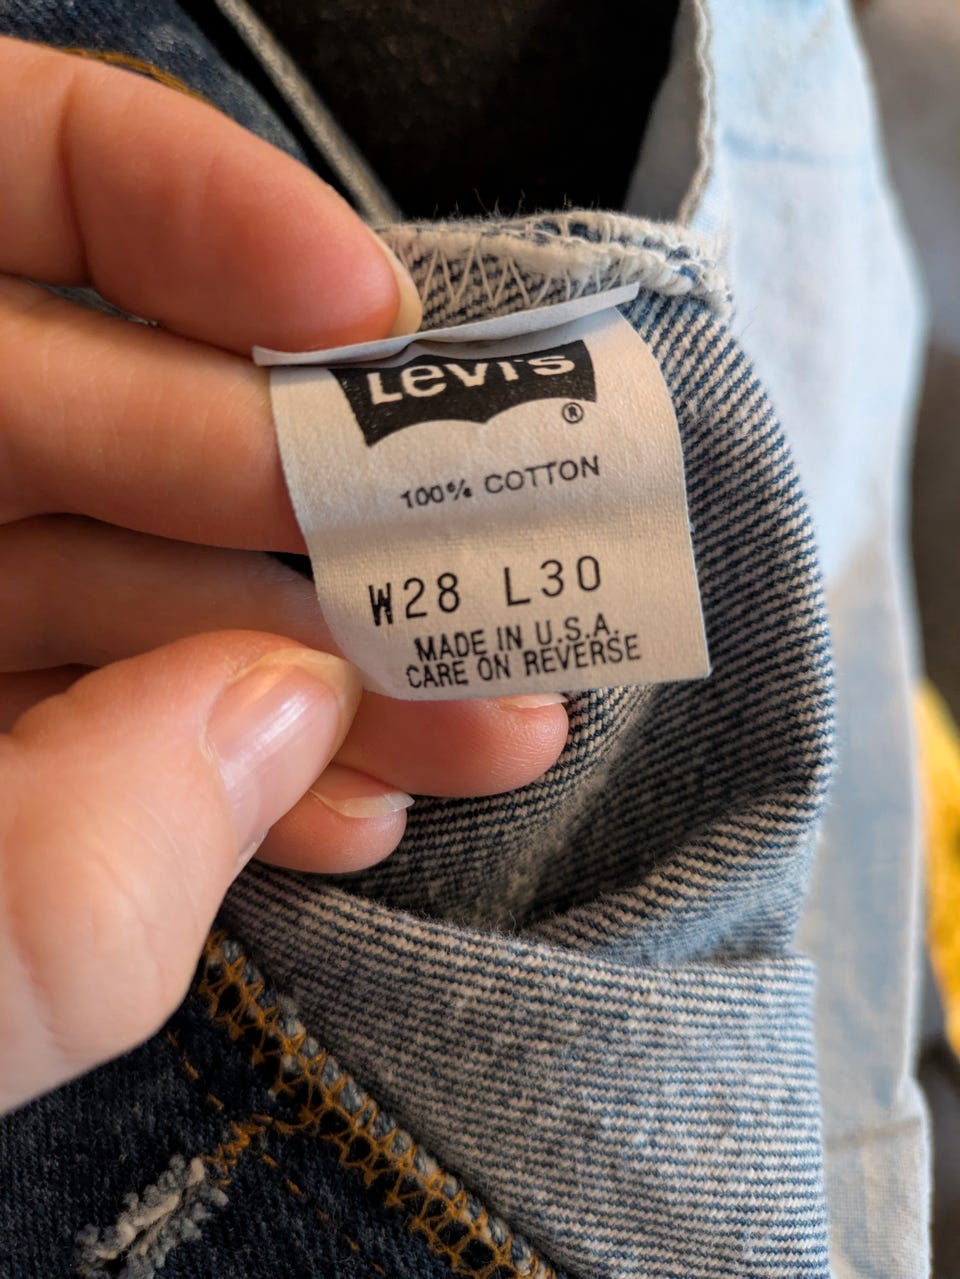 Levi's
®
100% COTTON
W28 L30
MADE IN U.S.A.
CARE ON REVERSE